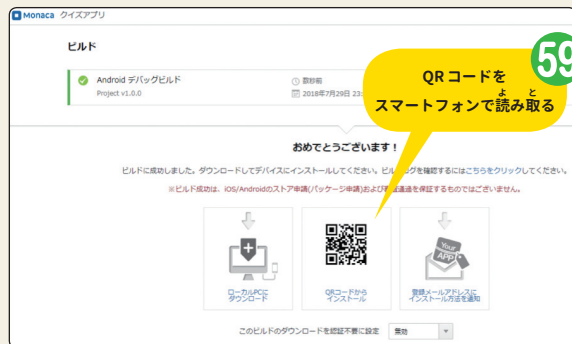 Monaca クイズアプリ
ビルド
Android デバッグビルド
Project v1.0.0
数秒前
2018年7月29日 23:
59
QRコードを
スマートフォンで読み取る
よ と
おめでとうございます！
ビルドに成功しました。ダウンロードしてデバイスにインストールしてください。ビルドログを確認するにはこちらをクリックしてください。
※ビルド成功は、iOS/Androidのストア申請(パッケージ申請)および審査通過を保証するものではございません。
ローカルPCに
ダウンロード
QRコードから
インストール
Your
APP
登録メールアドレスに
インストール方法を通知
このビルドのダウンロードを認証不要に設定 無効